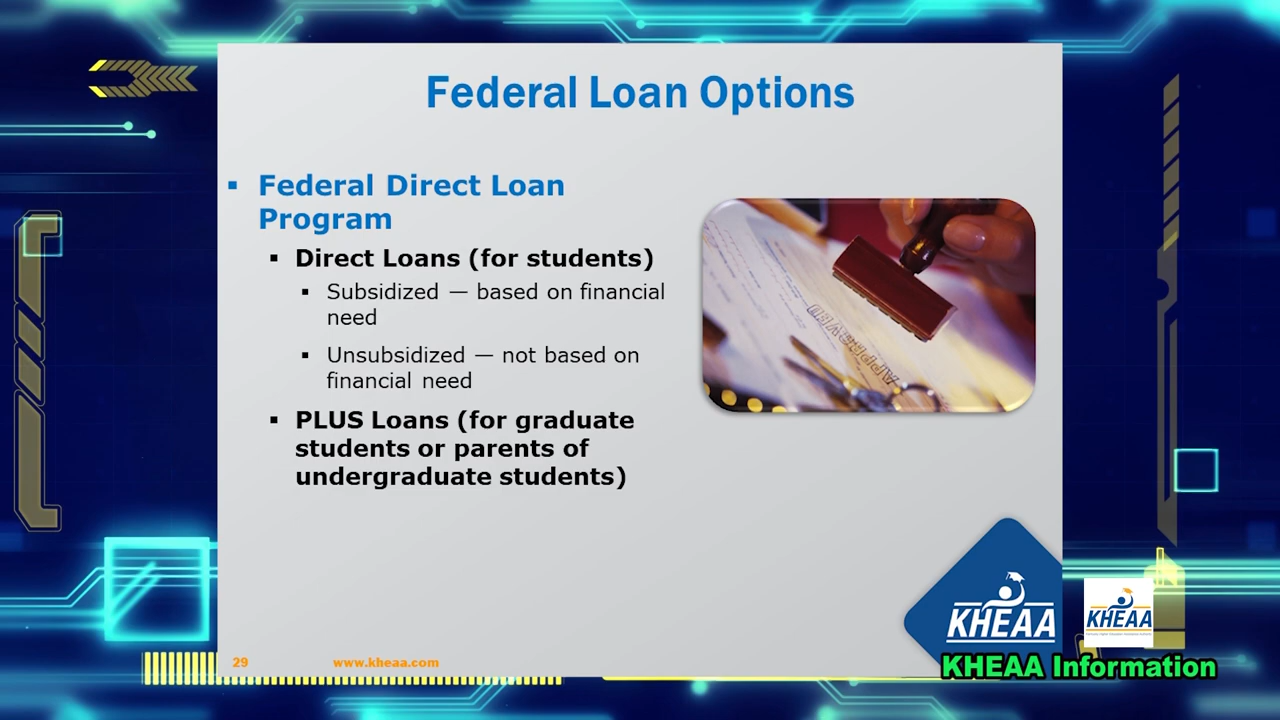 Federal Loan Options
▪ Federal Direct Loan
Program
▪ Direct Loans (for students)
▪ Subsidized — based on financial
need
▪ Unsubsidized — not based on
financial need
▪ PLUS Loans (for graduate
students or parents of
undergraduate students)
APPROVED
KHEAA
KHEAA
29
www.kheaa.com
KHEAA Information